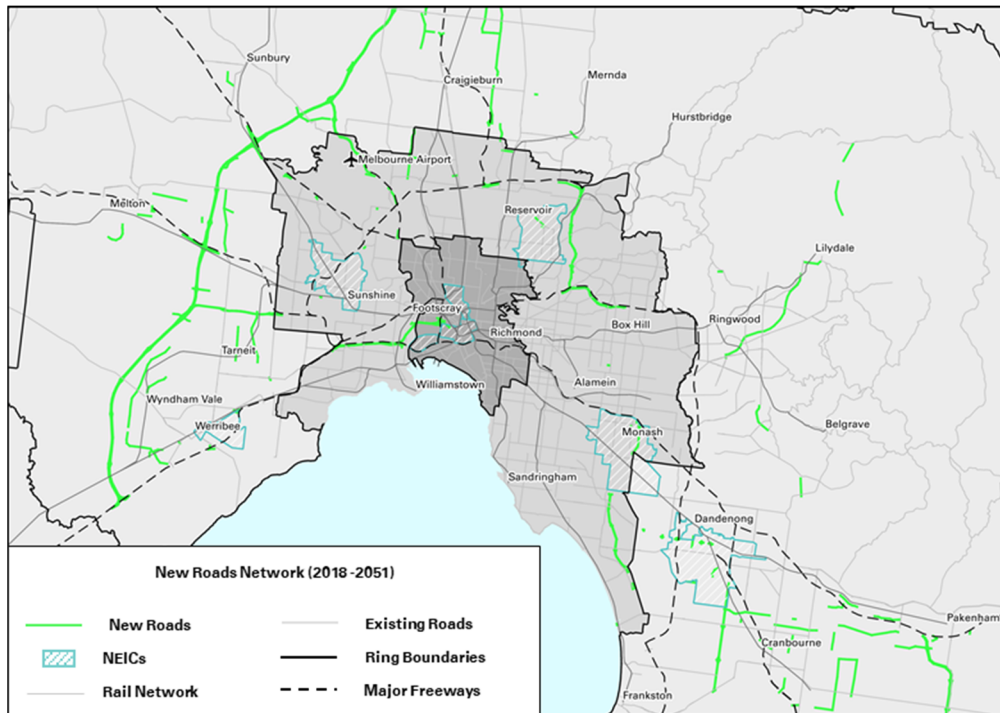 Sunbury
Craigieburn
Mernda
Hurstbridge
Melbourne Airport
Melton
Reservoir
Lilydale
Sunshine
Footscray
Richmond
Box Hill
Ringwood
Tarneit
Williamstown
Alamein
Wyndham Vale
Werribee
Monash
Belgrave
Sandringham
Dandenong
Pakenham
Cranbourne
Frankston
New Roads Network (2018 -2051)
New Roads
Existing Roads
NEICs
Ring Boundaries
Rail Network
Major Freeways